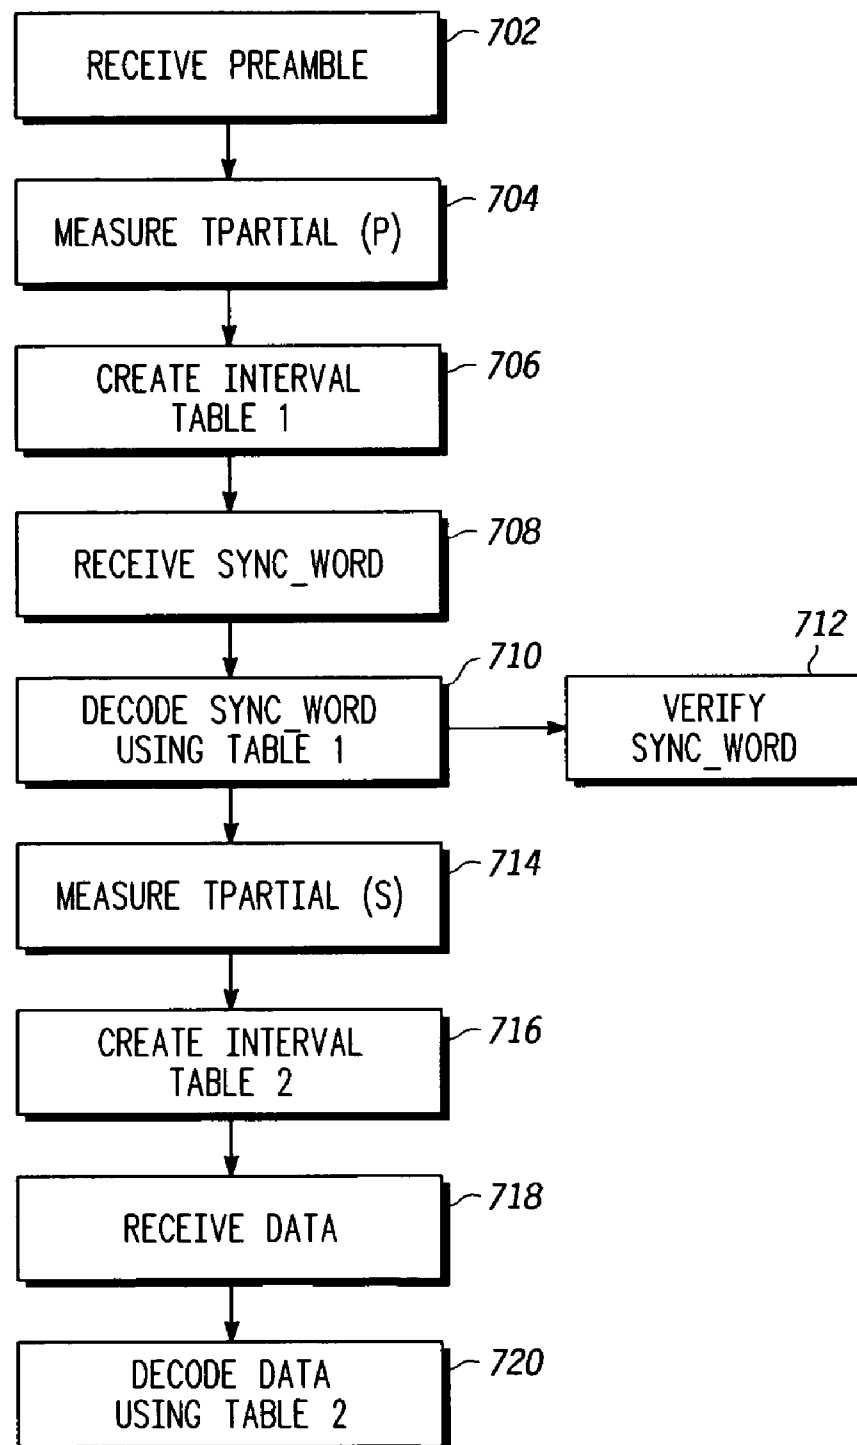 702
RECEIVE PREAMBLE
704
MEASURE TPARTIAL (P)
706
CREATE INTERVAL
TABLE 1
708
RECEIVE SYNC_WORD
710
DECODE SYNC_WORD
USING TABLE 1
712
VERIFY
SYNC_WORD
714
MEASURE TPARTIAL (S)
716
CREATE INTERVAL
TABLE 2
718
RECEIVE DATA
720
DECODE DATA
USING TABLE 2